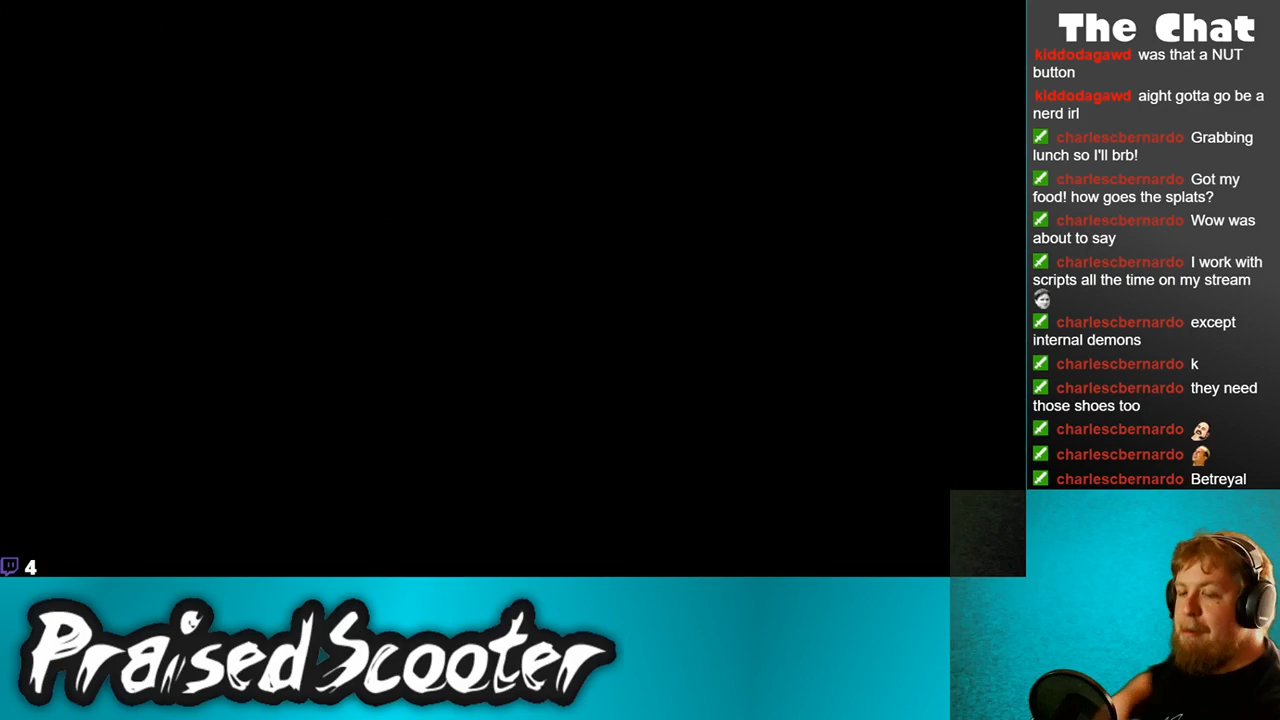 The Chat
kiddodagawd was that a NUT
button
kiddodagawd aight gotta go be a
nerd irl
charlescbernardo Grabbing
lunch so I'll brb!
charlescbernardo Got my
food! how goes the splats?
charlescbernardo Wow was
about to say
charlescbernardo I work with
scripts all the time on my stream
charlescbernardo except
internal demons
charlescbernardo k
charlescbernardo they need
those shoes too
charlescbernardo
charlescbernardo
charlescbernardo Betreyal
4
PraisedScooter